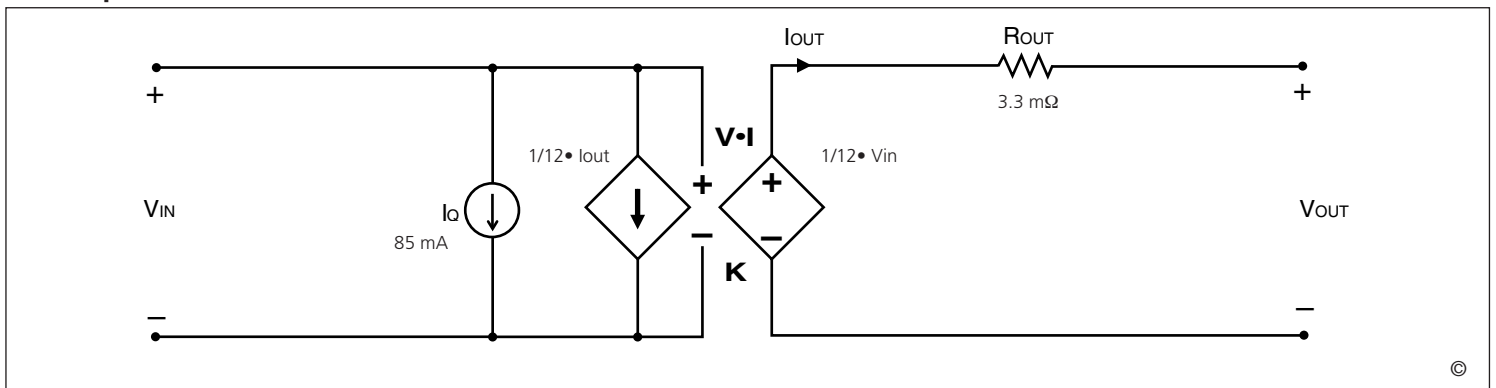 IOUT
ROUT
+
+
3.3 mΩ
V•I
1/12• Iout
1/12• Vin
+
+
VIN
IQ
VOUT
85 mA
–
–
K
–
–
©